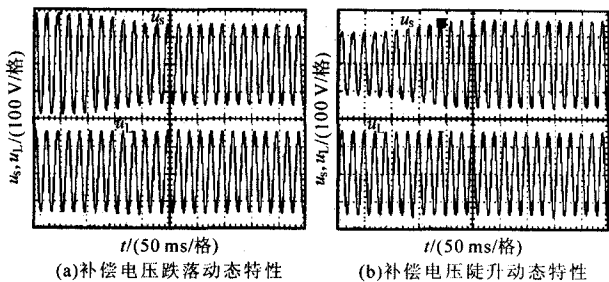 u_s
u_s
u_L
u_L
u_s, u_L/(100 V/格)
u_s, u_L/(100 V/格)
t/(50 ms/格)
t/(50 ms/格)
(a)补偿电压跌落动态特性
(b)补偿电压陡升动态特性